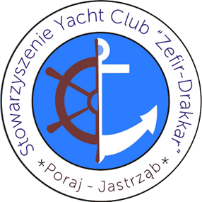 Stowarzyszenie Yacht Club "Zefir-Drakkar"
*Poraj - Jastrząb*